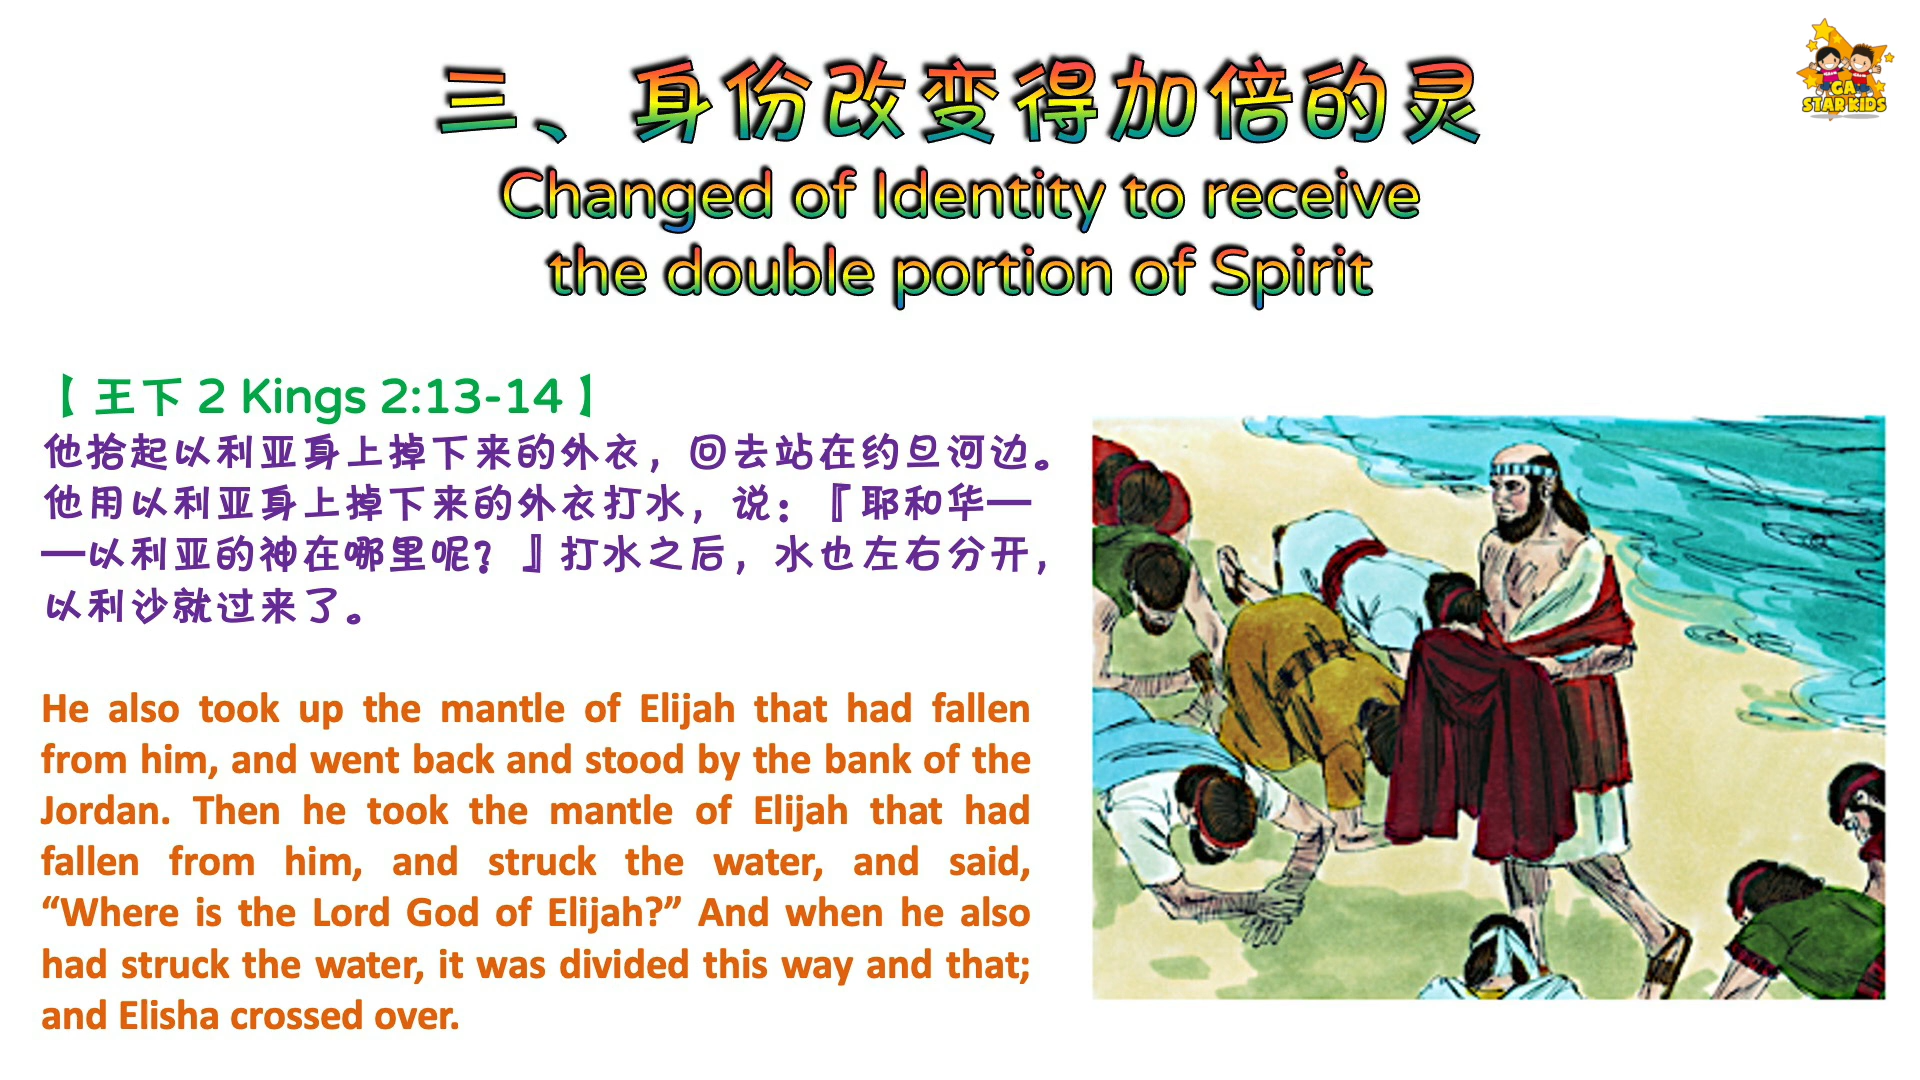 三、身份改变得加倍的灵
Changed of Identity to receive
the double portion of Spirit
GA
STAR KIDS
【 王下 2 Kings 2:13-14 】
他拾起以利亚身上掉下来的外衣，回去站在约旦河边。
他用以利亚身上掉下来的外衣打水，说：『耶和华—
—以利亚的神在哪里呢？』打水之后，水也左右分开，
以利沙就过来了。
He also took up the mantle of Elijah that had fallen
from him, and went back and stood by the bank of the
Jordan. Then he took the mantle of Elijah that had
fallen from him, and struck the water, and said,
“Where is the Lord God of Elijah?” And when he also
had struck the water, it was divided this way and that;
and Elisha crossed over.